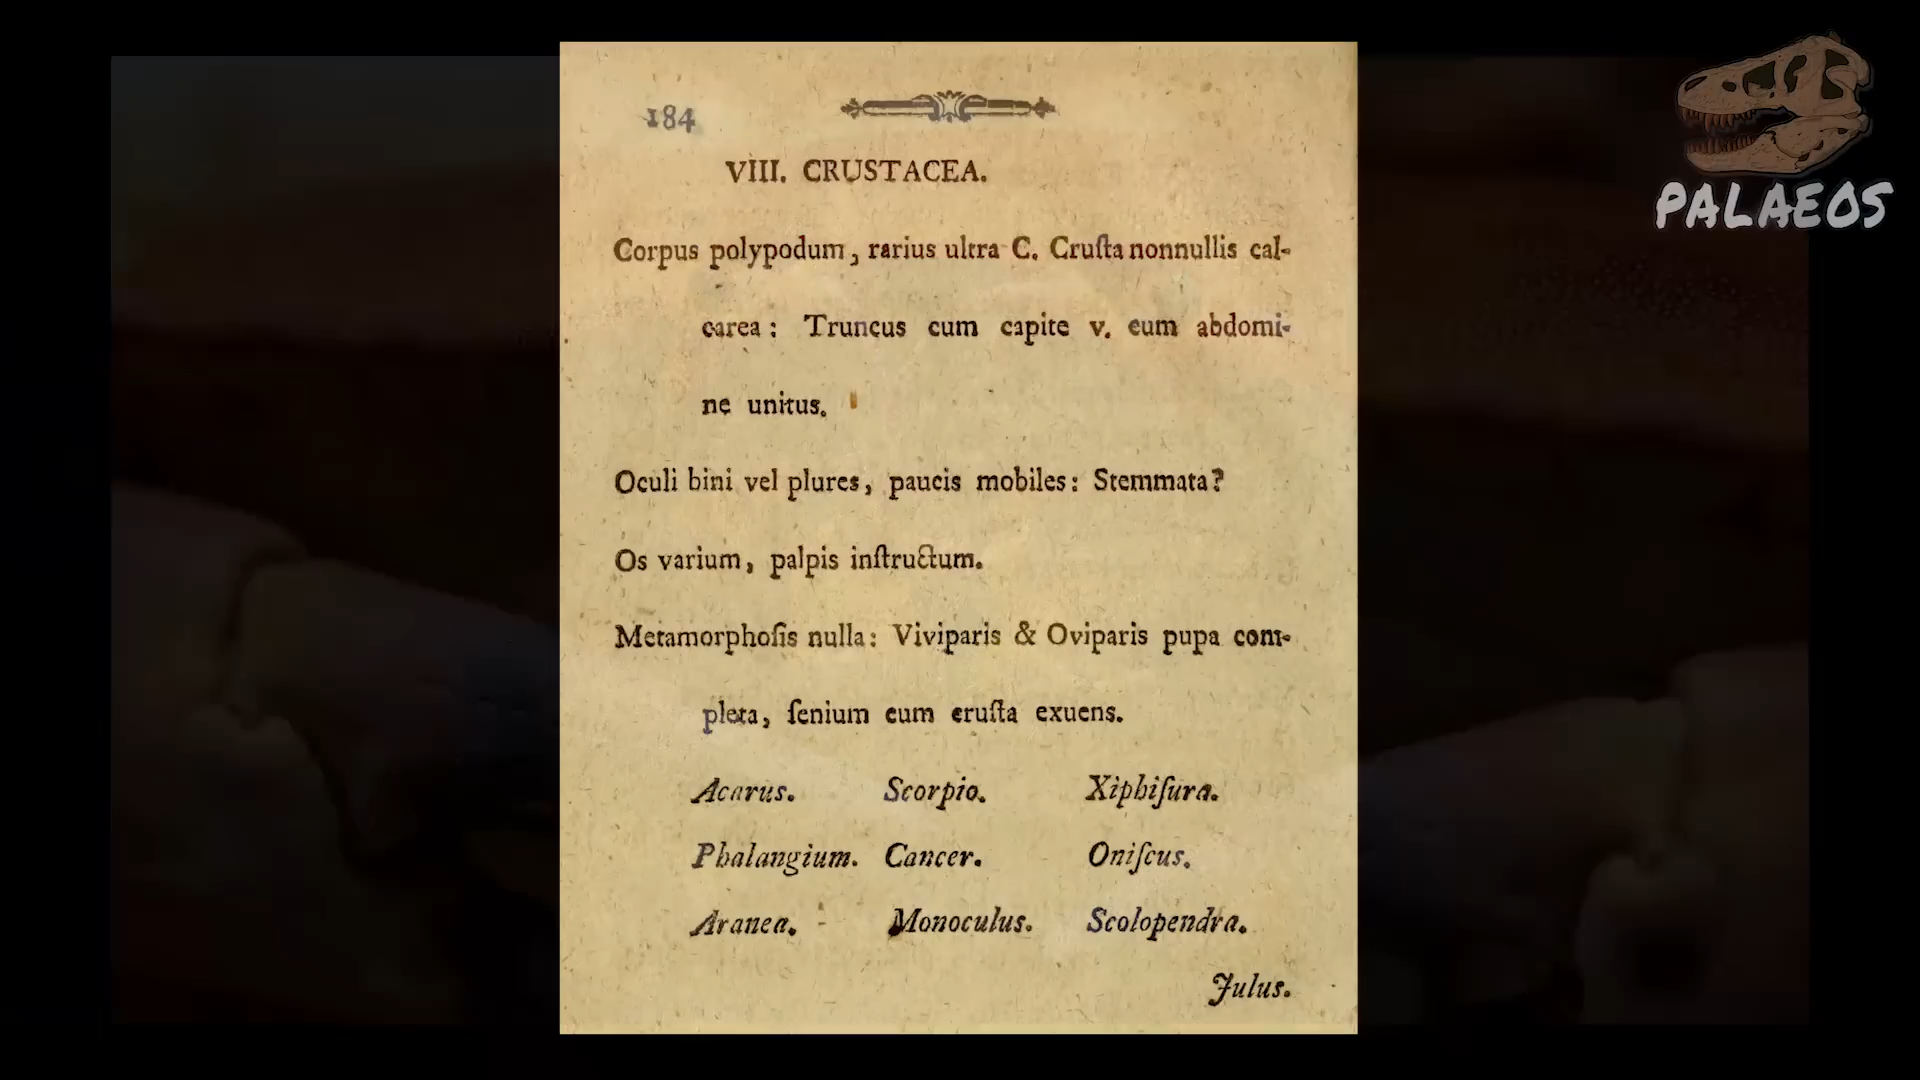 184
VIII. CRUSTACEA.
Corpus polypodum, rarius ultra C. Cruſta nonnullis cal-
carea: Truncus cum capite v. cum abdomi-
ne unitus.
Oculi bini vel plures, paucis mobiles: Stemmata?
Os varium, palpis inſtructum.
Metamorphoſis nulla: Viviparis & Oviparis pupa com-
pleta, ſenium cum cruſta exuens.
Acarus. Scorpio. Xiphiſura.
Phalangium. Cancer. Oniſcus.
Aranea. Monoculus. Scolopendra.
Julus.
PALAEOS